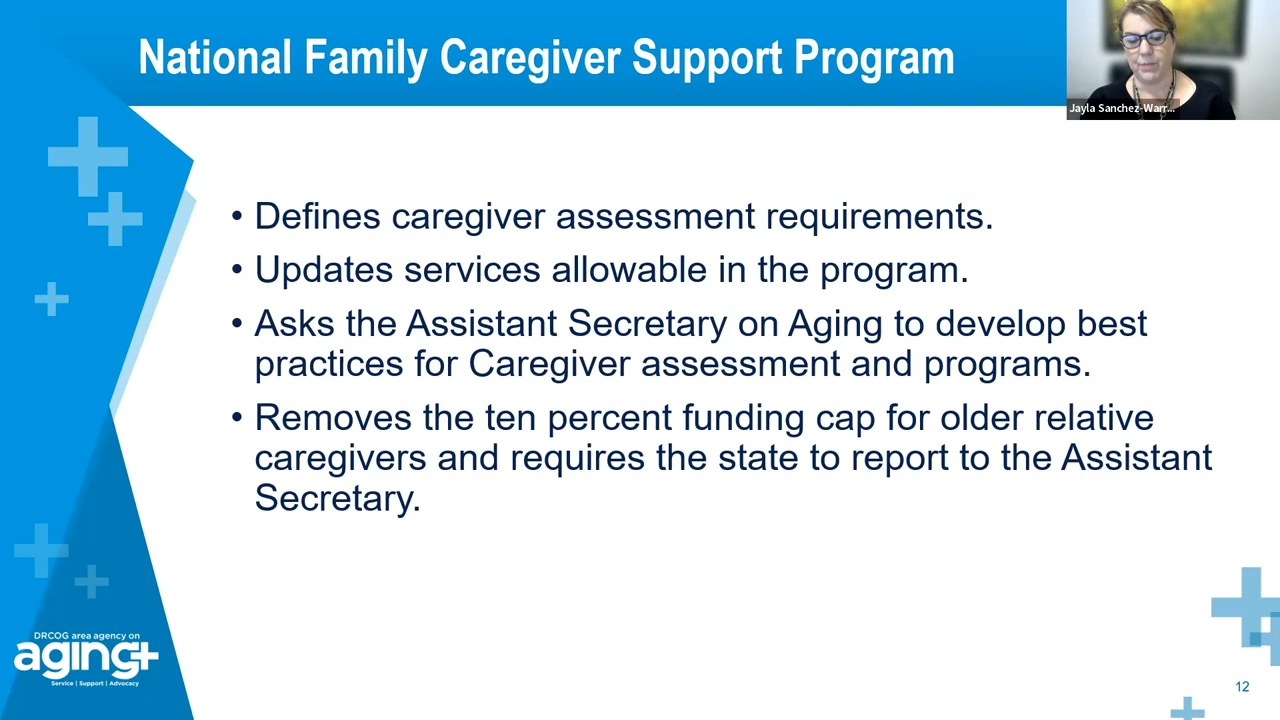 National Family Caregiver Support Program
Jayla Sanchez-Warr...
• Defines caregiver assessment requirements.
• Updates services allowable in the program.
• Asks the Assistant Secretary on Aging to develop best
practices for Caregiver assessment and programs.
• Removes the ten percent funding cap for older relative
caregivers and requires the state to report to the Assistant
Secretary.
DRCOG area agency on
aging+
Service | Support | Advocacy
12